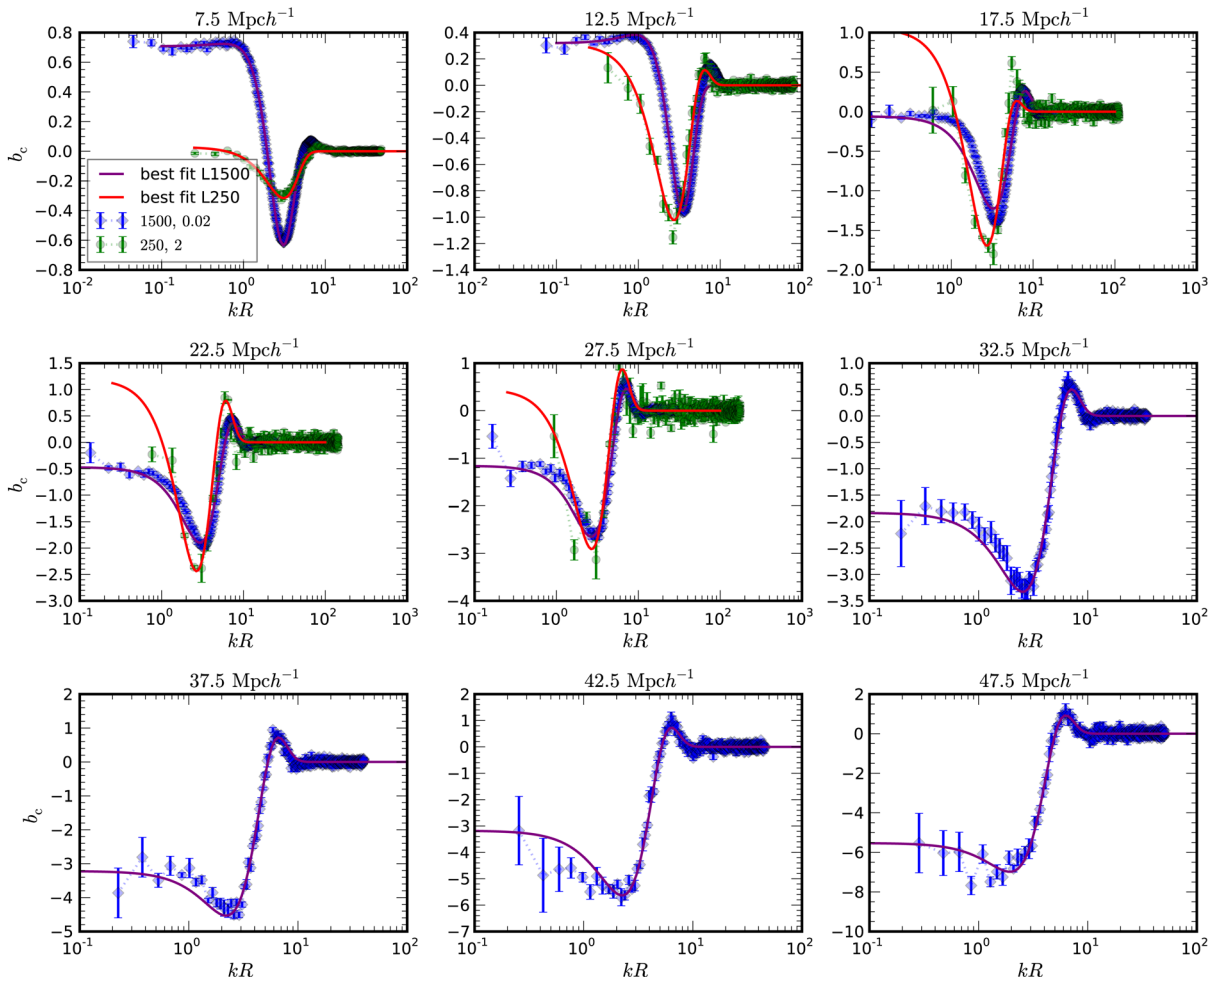 7.5 Mpch⁻¹
12.5 Mpch⁻¹
17.5 Mpch⁻¹
b_c
0.8
0.6
0.4
0.2
0.0
−0.2
−0.4
−0.6
−0.8
best fit L1500
best fit L250
1500, 0.02
250, 2
10⁻² 10⁻¹ 10⁰ 10¹ 10²
kR
0.4
0.2
0.0
−0.2
−0.4
−0.6
−0.8
−1.0
−1.2
−1.4
10⁻² 10⁻¹ 10⁰ 10¹ 10²
kR
1.0
0.5
0.0
−0.5
−1.0
−1.5
−2.0
10⁻¹ 10⁰ 10¹ 10² 10³
kR
22.5 Mpch⁻¹
27.5 Mpch⁻¹
32.5 Mpch⁻¹
b_c
1.5
1.0
0.5
0.0
−0.5
−1.0
−1.5
−2.0
−2.5
−3.0
10⁻¹ 10⁰ 10¹ 10² 10³
kR
1
0
−1
−2
−3
−4
10⁻¹ 10⁰ 10¹ 10² 10³
kR
1.0
0.5
0.0
−0.5
−1.0
−1.5
−2.0
−2.5
−3.0
−3.5
10⁻¹ 10⁰ 10¹ 10²
kR
37.5 Mpch⁻¹
42.5 Mpch⁻¹
47.5 Mpch⁻¹
b_c
2
1
0
−1
−2
−3
−4
−5
10⁻¹ 10⁰ 10¹ 10²
kR
2
1
0
−1
−2
−3
−4
−5
−6
−7
10⁻¹ 10⁰ 10¹ 10²
kR
2
0
−2
−4
−6
−8
−10
10⁻¹ 10⁰ 10¹ 10²
kR